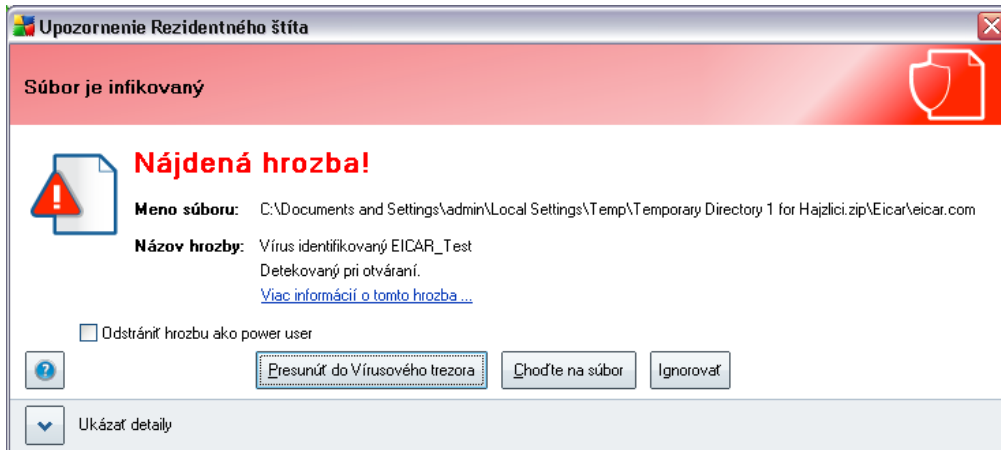 Upozornenie Rezidentného štíta
Súbor je infikovaný
Nájdená hrozba!
Meno súboru: C:\Documents and Settings\admin\Local Settings\Temp\Temporary Directory 1 for Hajzlici.zip\Eicar\eicar.com
Názov hrozby: Vírus identifikovaný EICAR_Test
Detekovaný pri otváraní.
Viac informácií o tomto hrozba ...
Odstrániť hrozbu ako power user
Presunúť do Vírusového trezora Choďte na súbor Ignorovať
Ukázať detaily